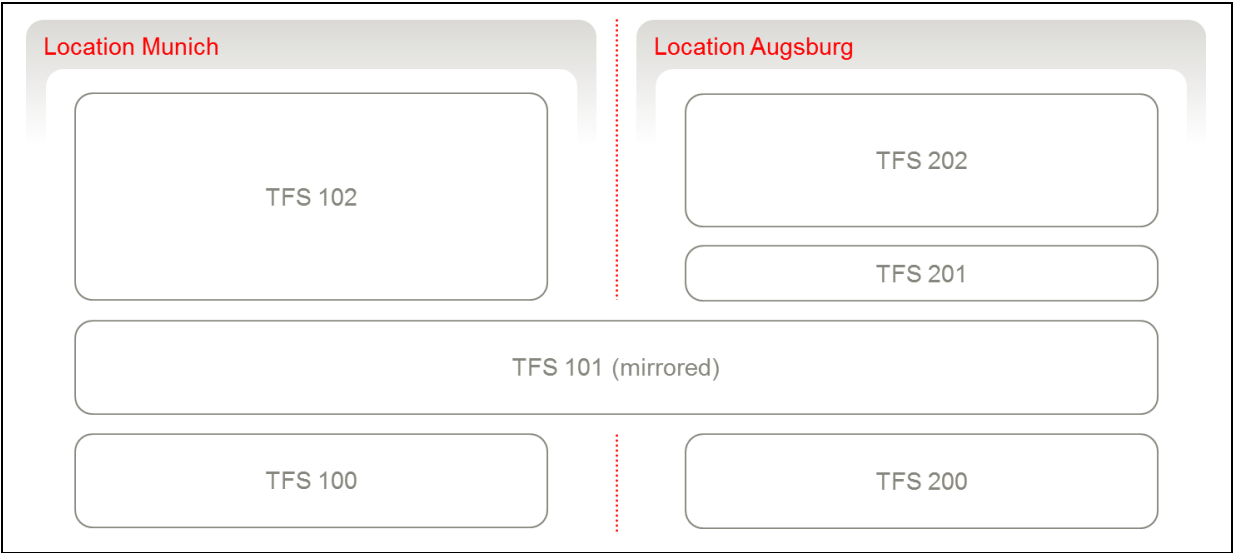 Location Munich
Location Augsburg
TFS 102
TFS 202
TFS 201
TFS 101 (mirrored)
TFS 100
TFS 200